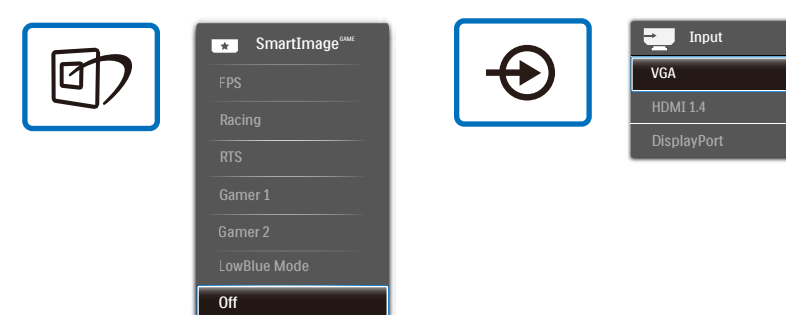 SmartImage GAME
FPS
Racing
RTS
Gamer 1
Gamer 2
LowBlue Mode
Off
Input
VGA
HDMI 1.4
DisplayPort